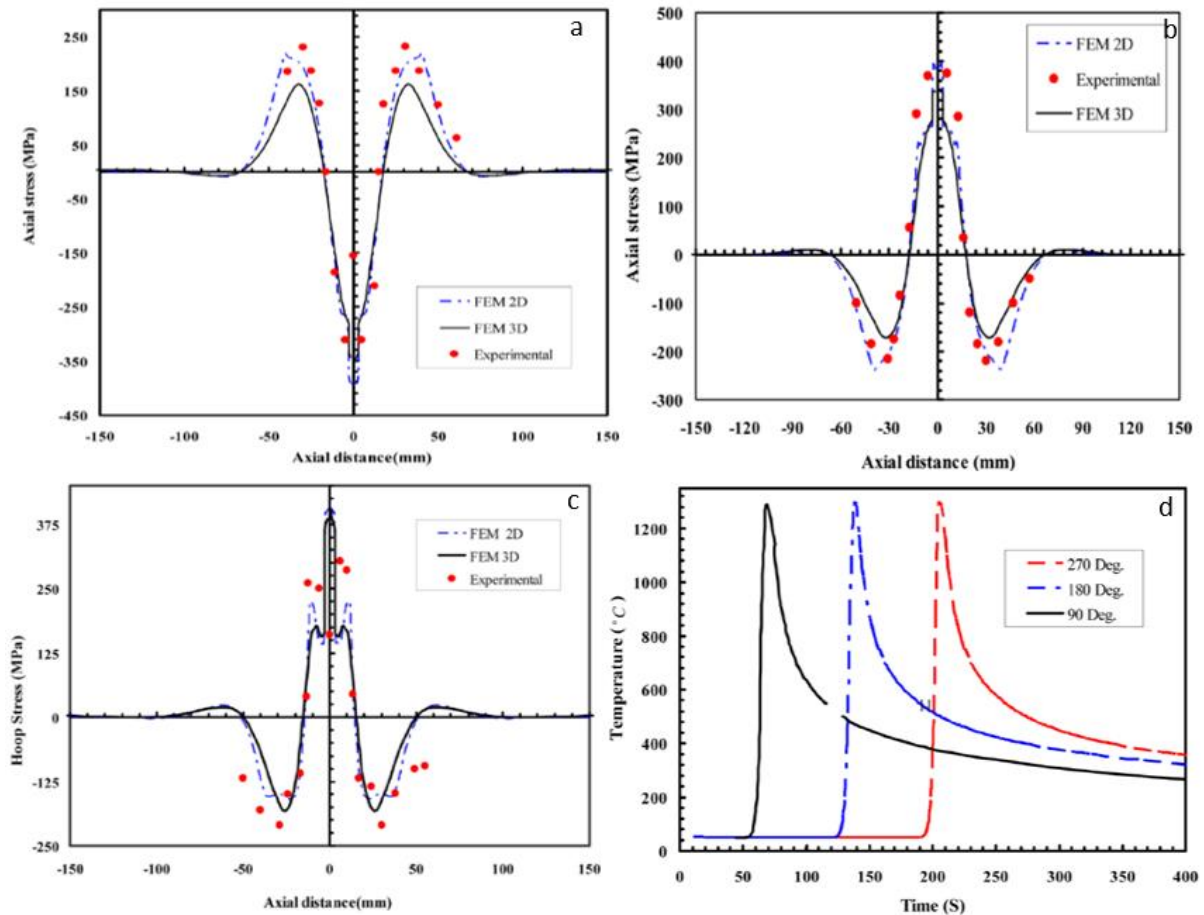 a
250
150
50
-50
-150
-250
-350
-450
Axial stress (MPa)
FEM 2D
FEM 3D
Experimental
-150 -100 -50 0 50 100 150
Axial distance(mm)
b
500
400
300
200
100
0
-100
-200
-300
Axial stress (MPa)
FEM 2D
Experimental
FEM 3D
-150 -120 -90 -60 -30 0 30 60 90 120 150
Axial distance (mm)
c
375
250
125
0
-125
-250
Hoop Stress (MPa)
FEM 2D
FEM 3D
Experimental
-150 -100 -50 0 50 100 150
Axial distance (mm)
d
1200
1000
800
600
400
200
0
Temperature (°C)
270 Deg.
180 Deg.
90 Deg.
0 50 100 150 200 250 300 350 400
Time (S)